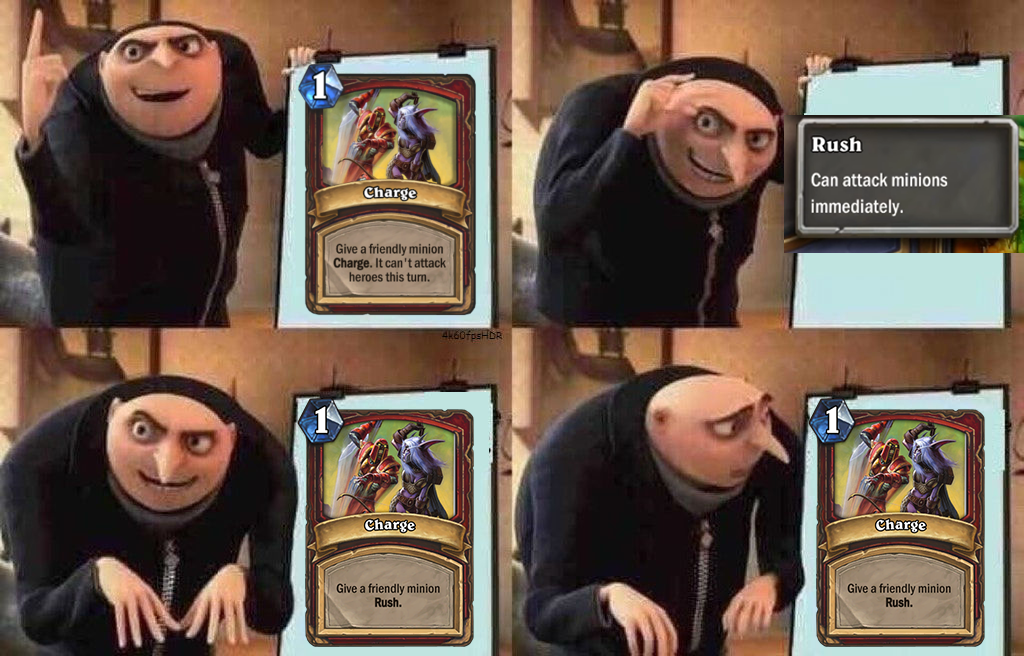 1
Charge
Give a friendly minion
Charge. It can't attack
heroes this turn.
Rush
Can attack minions
immediately.
4k60fpsHDR
1
Charge
Give a friendly minion
Rush.
1
Charge
Give a friendly minion
Rush.